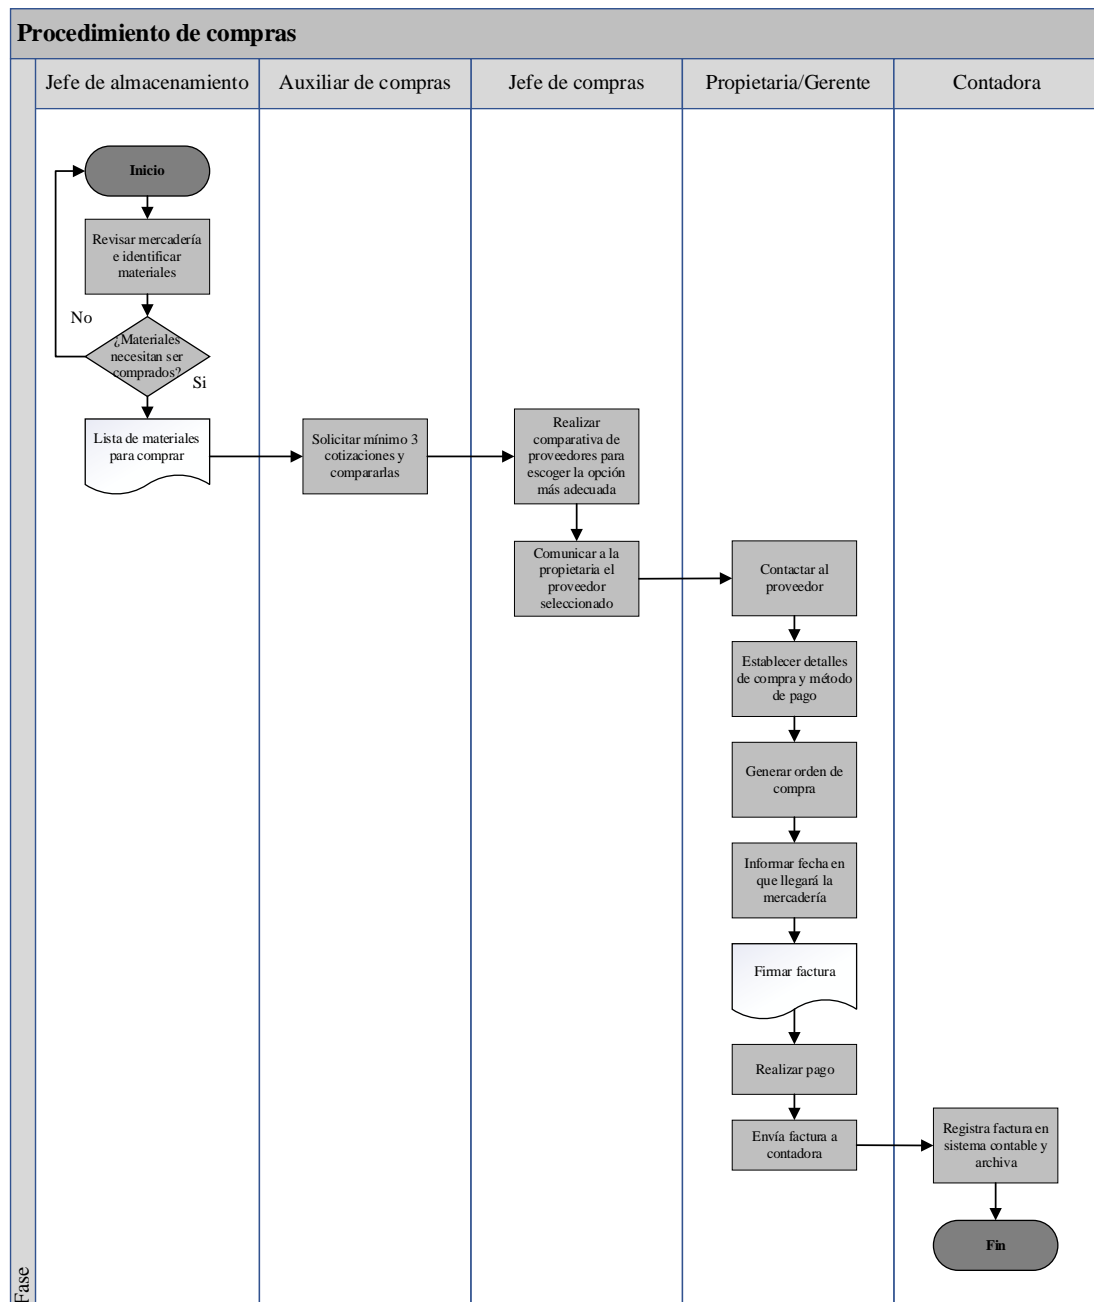 Procedimiento de compras
Jefe de almacenamiento
Auxiliar de compras
Jefe de compras
Propietaria/Gerente
Contadora
Inicio
Revisar mercadería
e identificar
materiales
No
¿Materiales
necesitan ser
comprados?
Si
Lista de materiales
para comprar
Solicitar mínimo 3
cotizaciones y
compararlas
Realizar
comparativa de
proveedores para
escoger la opción
más adecuada
Comunicar a la
propietaria el
proveedor
seleccionado
Contactar al
proveedor
Establecer detalles
de compra y método
de pago
Generar orden de
compra
Informar fecha en
que llegará la
mercadería
Firmar factura
Realizar pago
Envía factura a
contadora
Registra factura en
sistema contable y
archiva
Fin
Fase